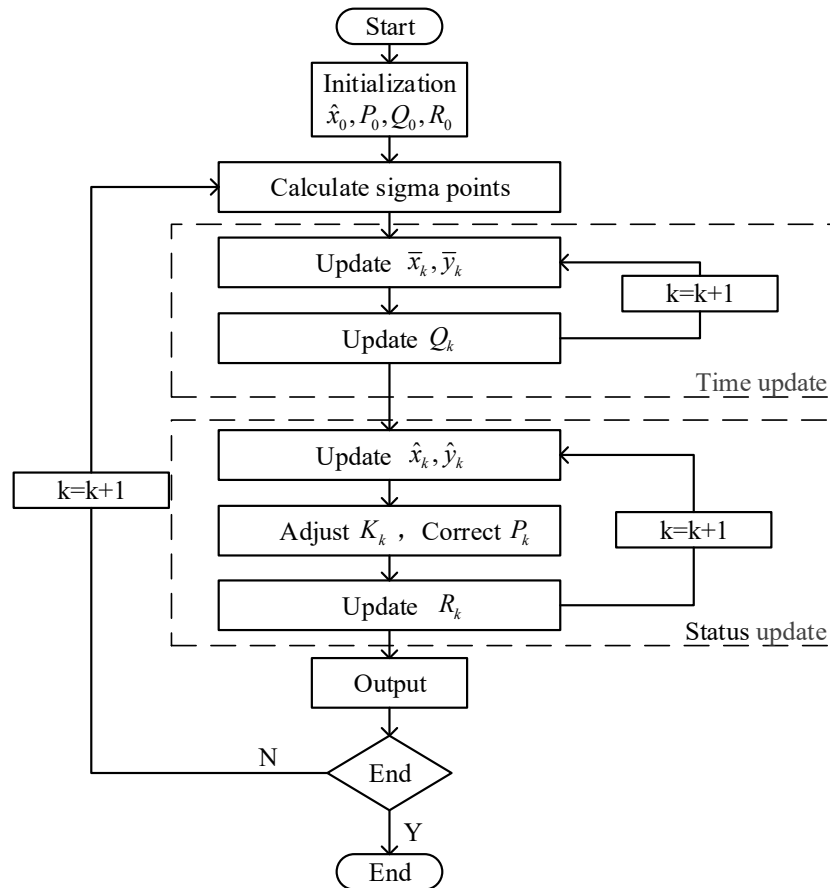 Start
Initialization
x̂₀, P₀, Q₀, R₀
Calculate sigma points
Update x̄ₖ, ȳₖ
k=k+1
Update Qₖ
Time update
Update x̂ₖ, ŷₖ
k=k+1
Adjust Kₖ ， Correct Pₖ
k=k+1
Update Rₖ
Status update
Output
N
End
Y
End